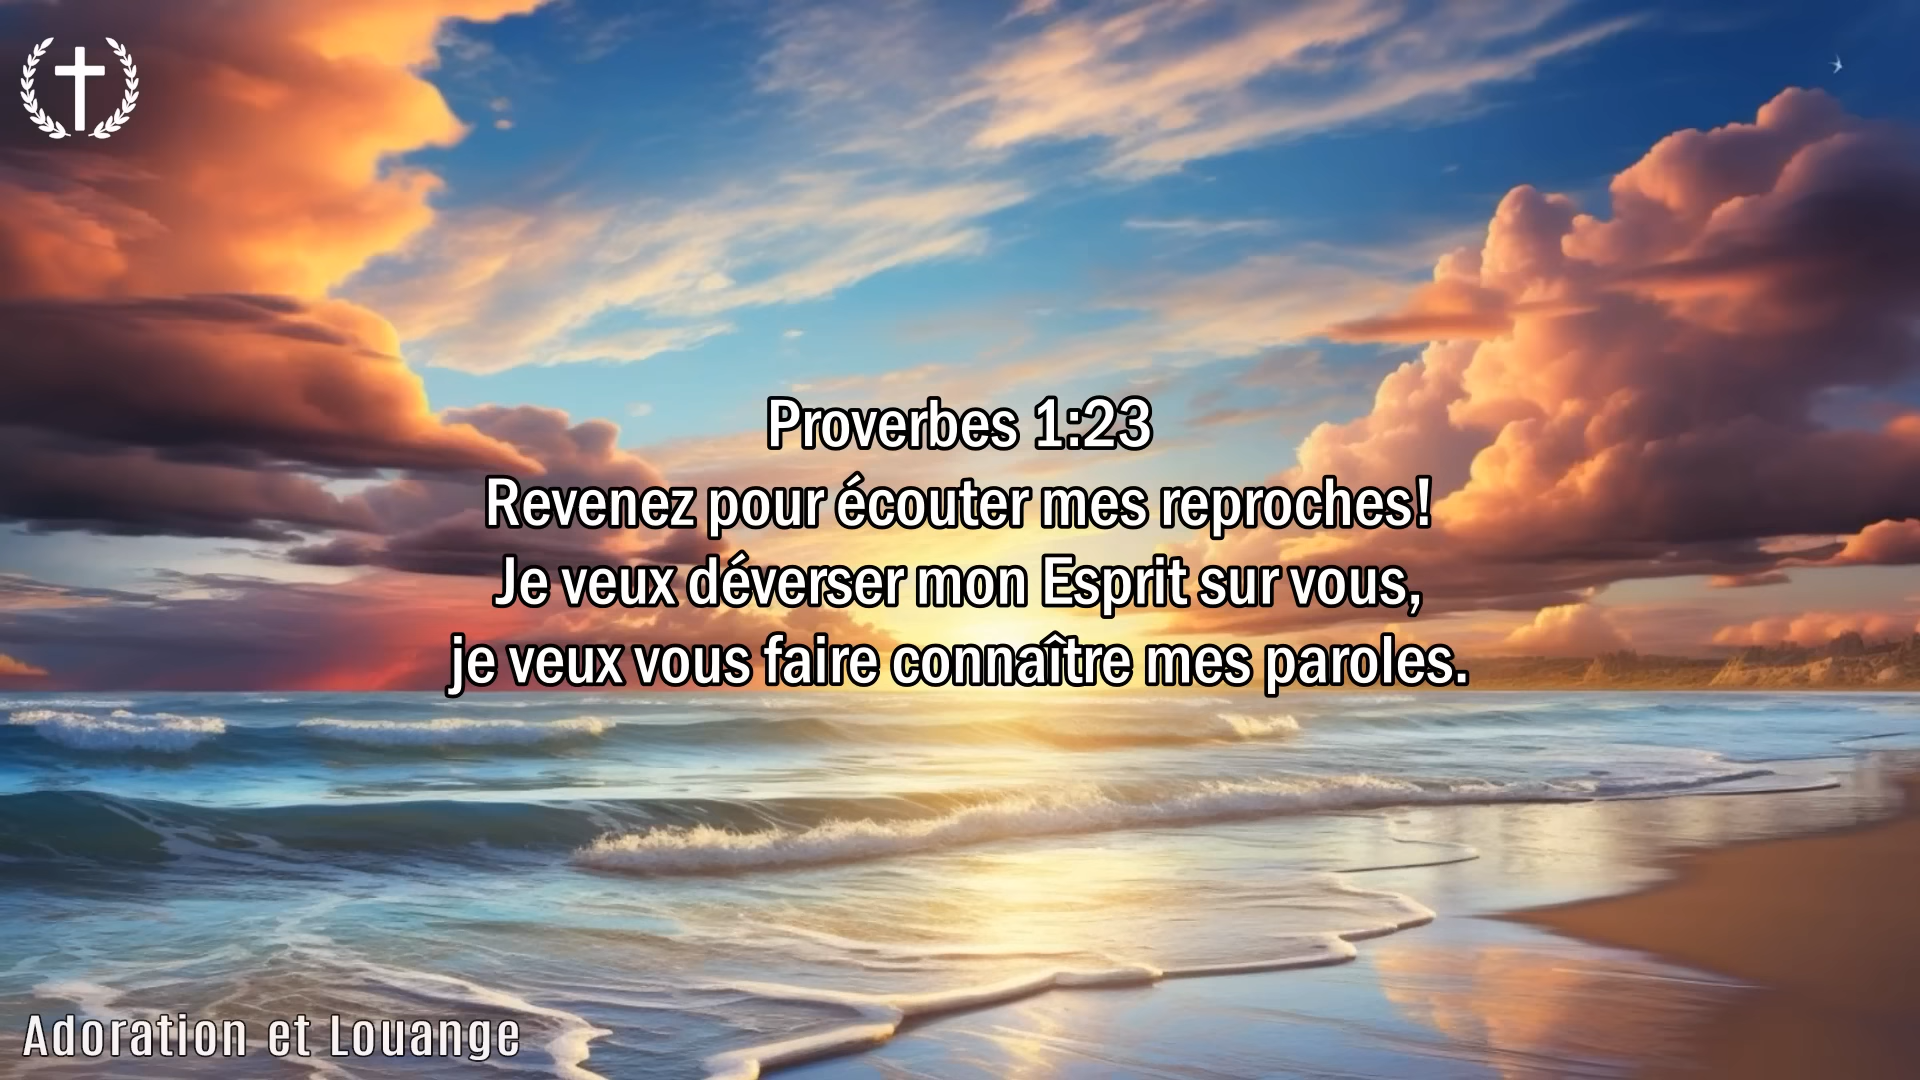 Proverbes 1:23
Revenez pour écouter mes reproches!
Je veux déverser mon Esprit sur vous,
je veux vous faire connaître mes paroles.
Adoration et Louange